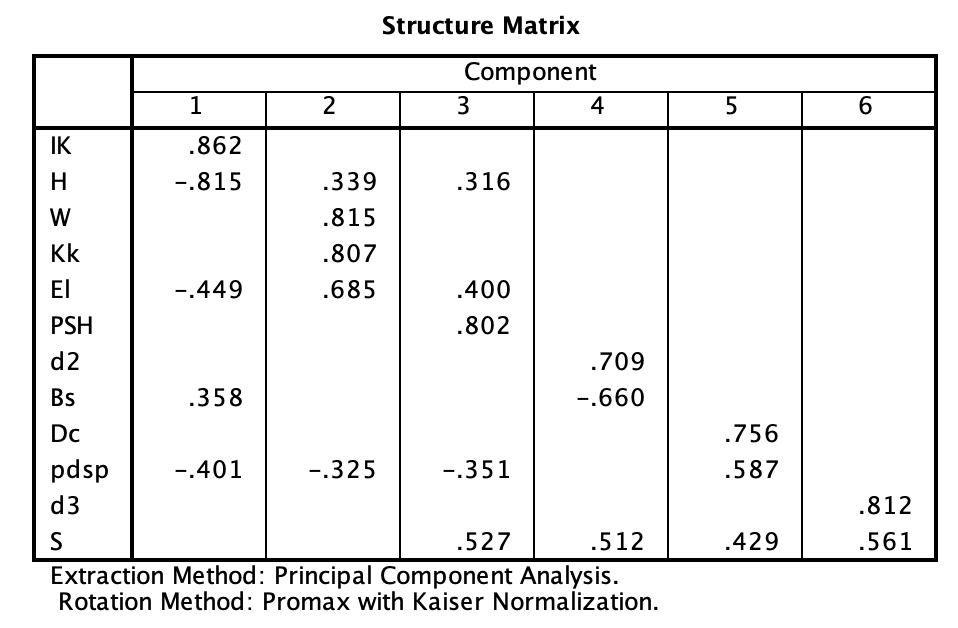 Structure Matrix
Component
1 2 3 4 5 6
IK .862
H -.815 .339 .316
W .815
Kk .807
El -.449 .685 .400
PSH .802
d2 .709
Bs .358 -.660
Dc .756
pdsp -.401 -.325 -.351 .587
d3 .812
S .527 .512 .429 .561
Extraction Method: Principal Component Analysis.
Rotation Method: Promax with Kaiser Normalization.